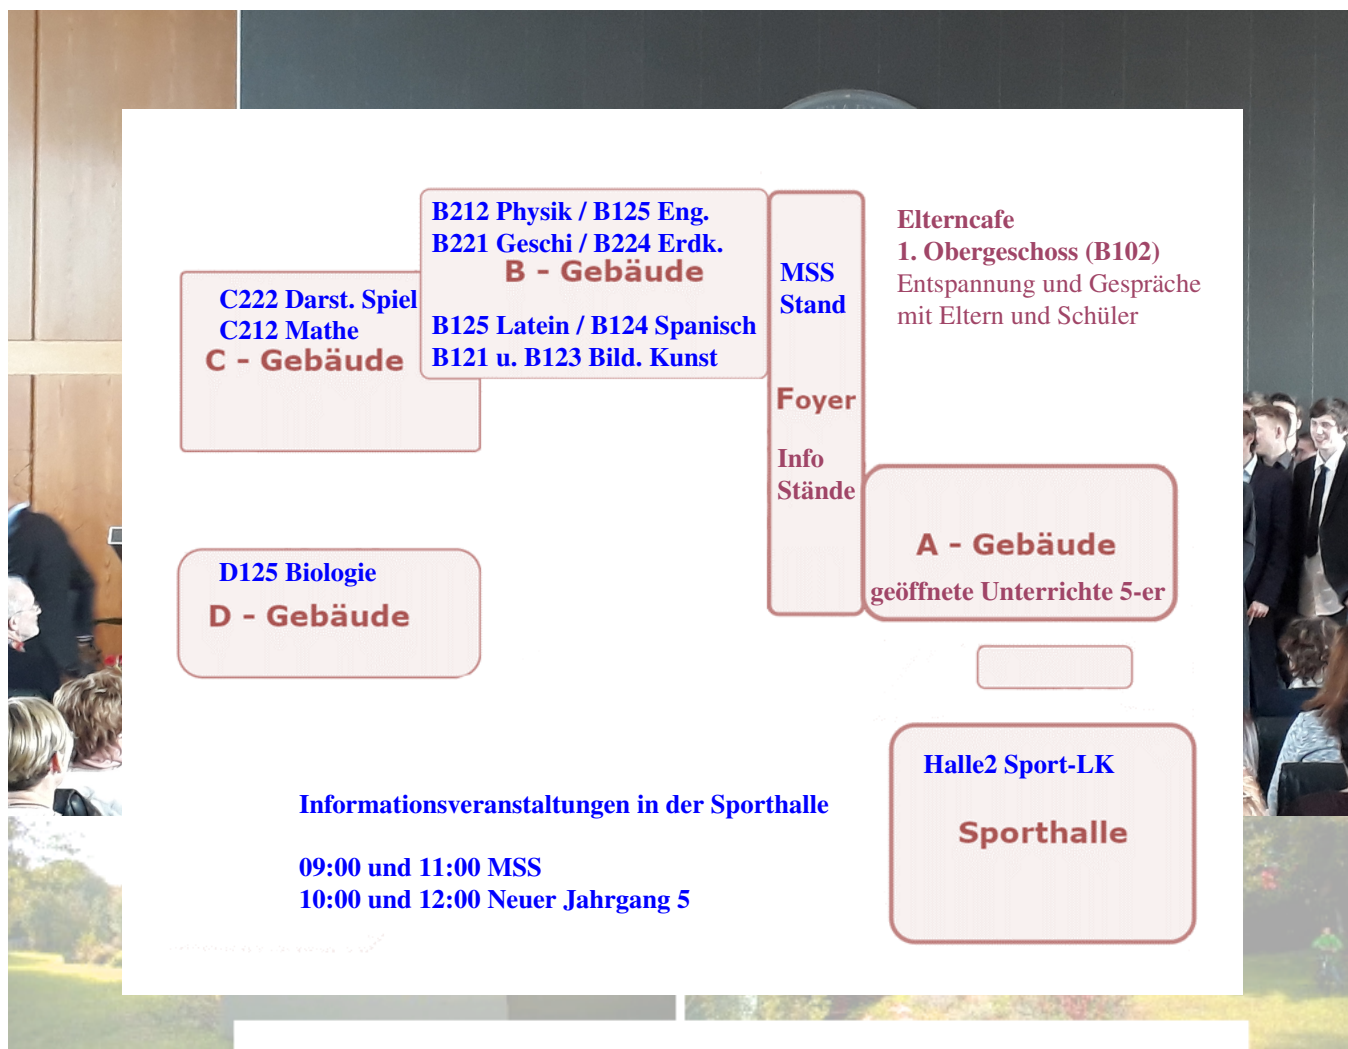 B212 Physik / B125 Eng.
B221 Geschi / B224 Erdk.
B - Gebäude
B125 Latein / B124 Spanisch
B121 u. B123 Bild. Kunst
C222 Darst. Spiel
C212 Mathe
C - Gebäude
MSS
Stand
Foyer
Info
Stände
Elterncafe
1. Obergeschoss (B102)
Entspannung und Gespräche
mit Eltern und Schüler
A - Gebäude
geöffnete Unterrichte 5-er
D125 Biologie
D - Gebäude
Halle2 Sport-LK
Sporthalle
Informationsveranstaltungen in der Sporthalle
09:00 und 11:00 MSS
10:00 und 12:00 Neuer Jahrgang 5